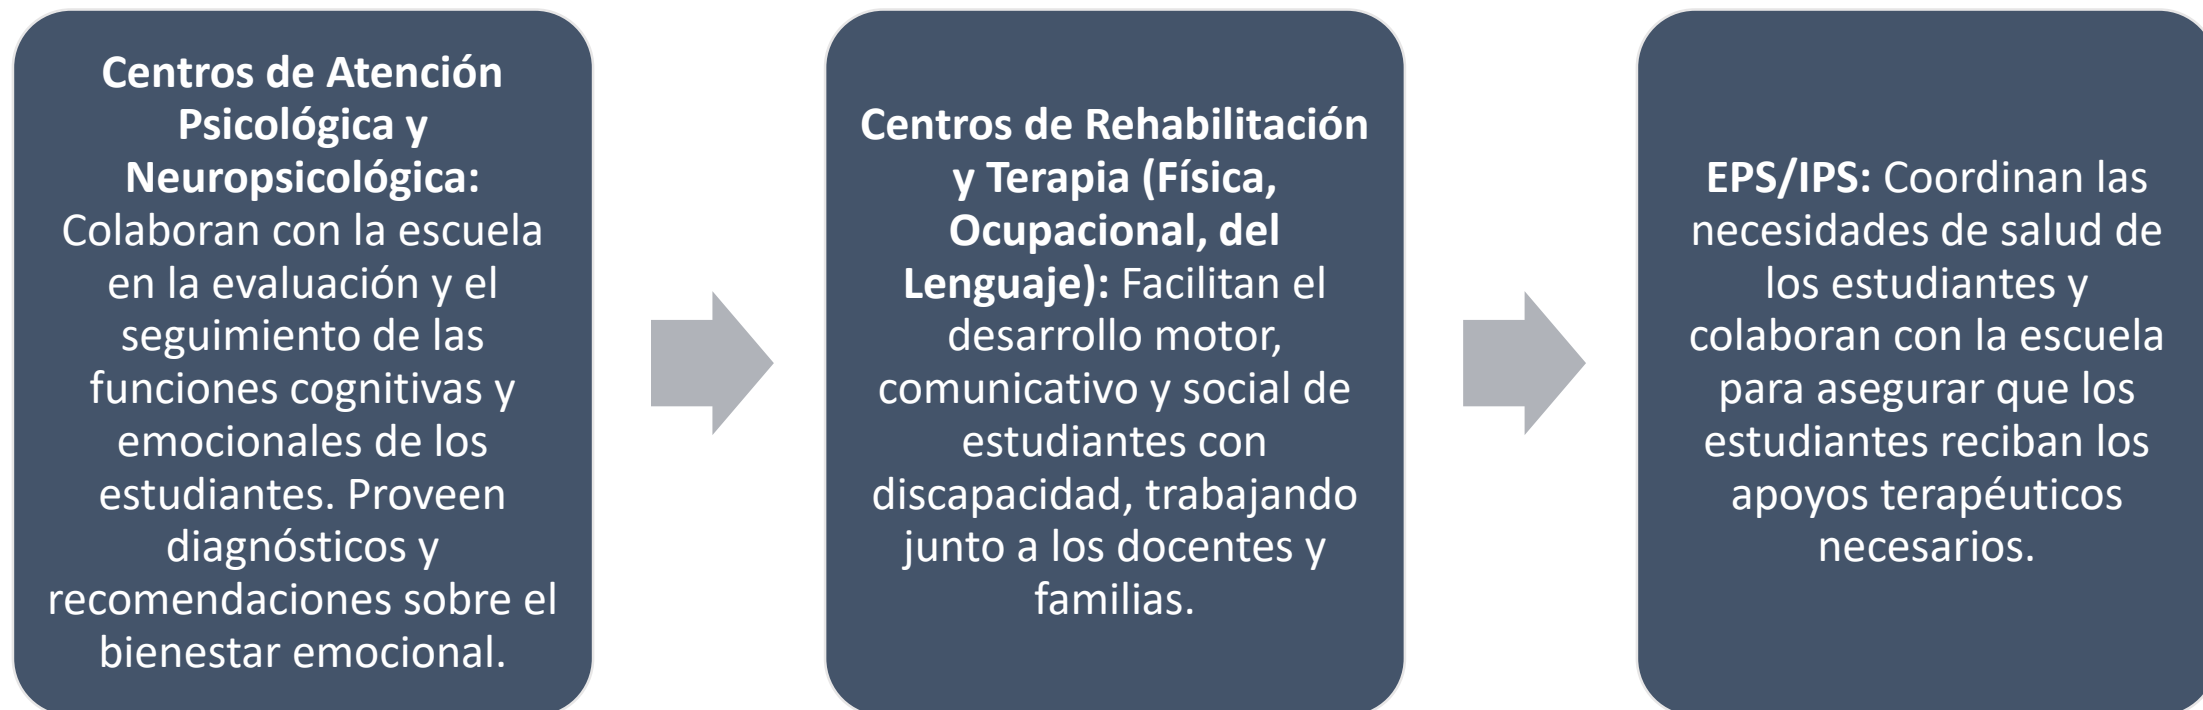 Centros de Atención
Psicológica y
Neuropsicológica:
Colaboran con la escuela
en la evaluación y el
seguimiento de las
funciones cognitivas y
emocionales de los
estudiantes. Proveen
diagnósticos y
recomendaciones sobre el
bienestar emocional.
Centros de Rehabilitación
y Terapia (Física,
Ocupacional, del
Lenguaje): Facilitan el
desarrollo motor,
comunicativo y social de
estudiantes con
discapacidad, trabajando
junto a los docentes y
familias.
EPS/IPS: Coordinan las
necesidades de salud de
los estudiantes y
colaboran con la escuela
para asegurar que los
estudiantes reciban los
apoyos terapéuticos
necesarios.